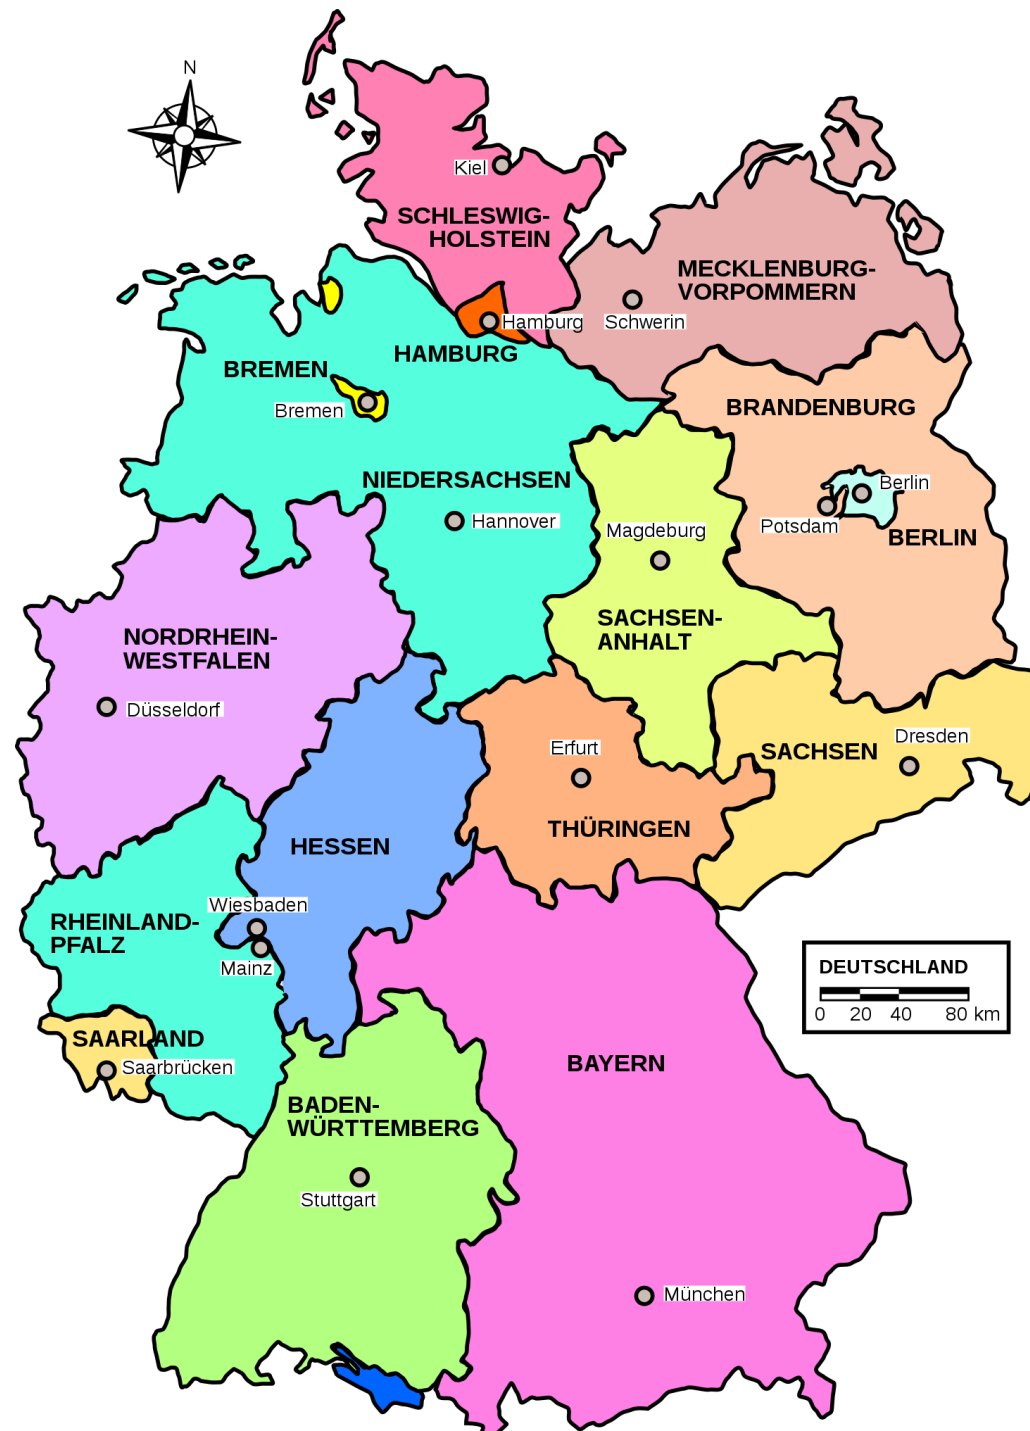 N
Kiel
SCHLESWIG-
HOLSTEIN
MECKLENBURG-
VORPOMMERN
Hamburg
Schwerin
HAMBURG
BREMEN
Bremen
BRANDENBURG
NIEDERSACHSEN
Hannover
Berlin
Potsdam
BERLIN
Magdeburg
SACHSEN-
ANHALT
NORDRHEIN-
WESTFALEN
Düsseldorf
Erfurt
Dresden
SACHSEN
THÜRINGEN
HESSEN
Wiesbaden
RHEINLAND-
PFALZ
Mainz
DEUTSCHLAND
0 20 40 80 km
SAARLAND
Saarbrücken
BAYERN
BADEN-
WÜRTTEMBERG
Stuttgart
München